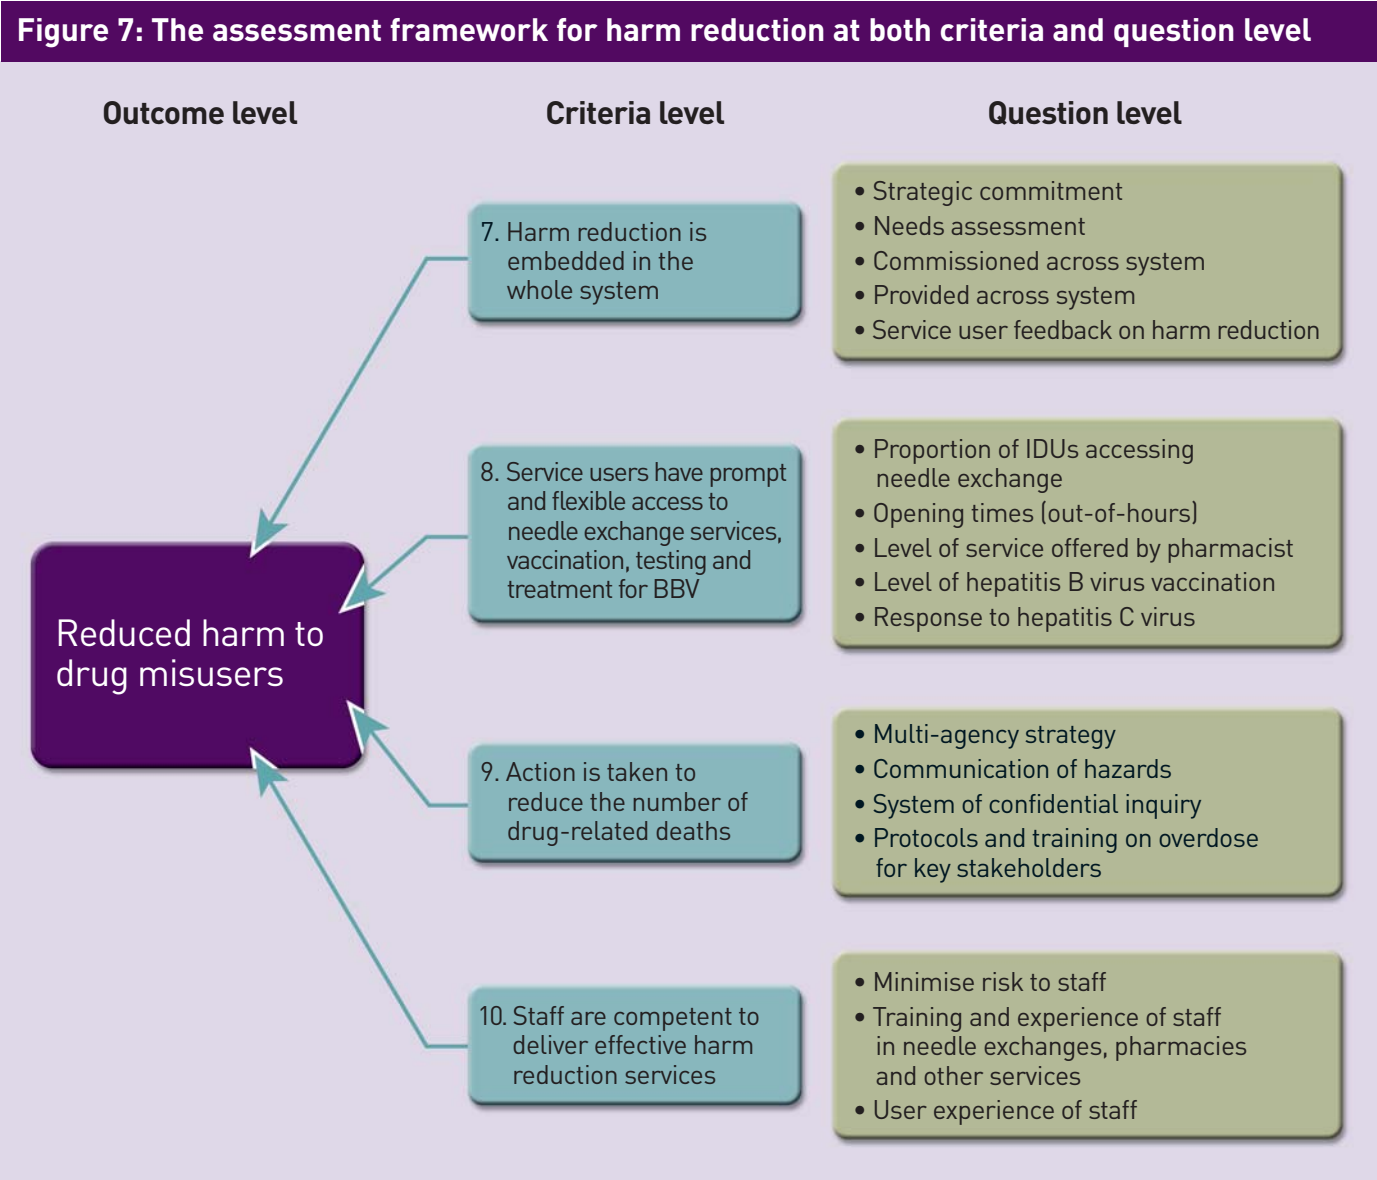 Figure 7: The assessment framework for harm reduction at both criteria and question level
Outcome level
Criteria level
Question level
Reduced harm to
drug misusers
7. Harm reduction is
embedded in the
whole system
• Strategic commitment
• Needs assessment
• Commissioned across system
• Provided across system
• Service user feedback on harm reduction
8. Service users have prompt
and flexible access to
needle exchange services,
vaccination, testing and
treatment for BBV
• Proportion of IDUs accessing
needle exchange
• Opening times (out-of-hours)
• Level of service offered by pharmacist
• Level of hepatitis B virus vaccination
• Response to hepatitis C virus
9. Action is taken to
reduce the number of
drug-related deaths
• Multi-agency strategy
• Communication of hazards
• System of confidential inquiry
• Protocols and training on overdose
for key stakeholders
10. Staff are competent to
deliver effective harm
reduction services
• Minimise risk to staff
• Training and experience of staff
in needle exchanges, pharmacies
and other services
• User experience of staff